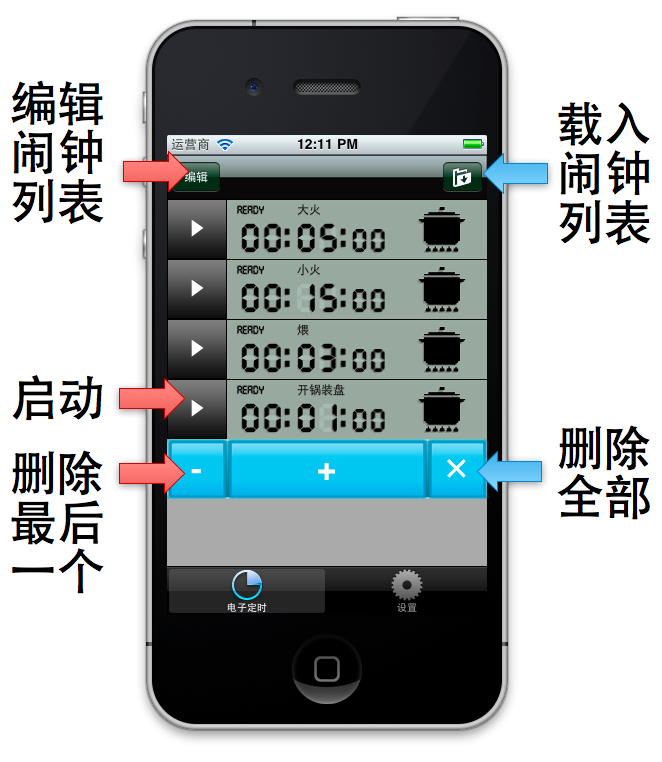 编辑
闹钟
列表
载入
闹钟
列表
启动
删除
最后
一个
删除
全部
运营商 12:11 PM
编辑
READY 大火
00:05:00
READY 小火
00:15:00
READY 煨
00:03:00
READY 开锅装盘
00:01:00
- + ×
电子定时 设置